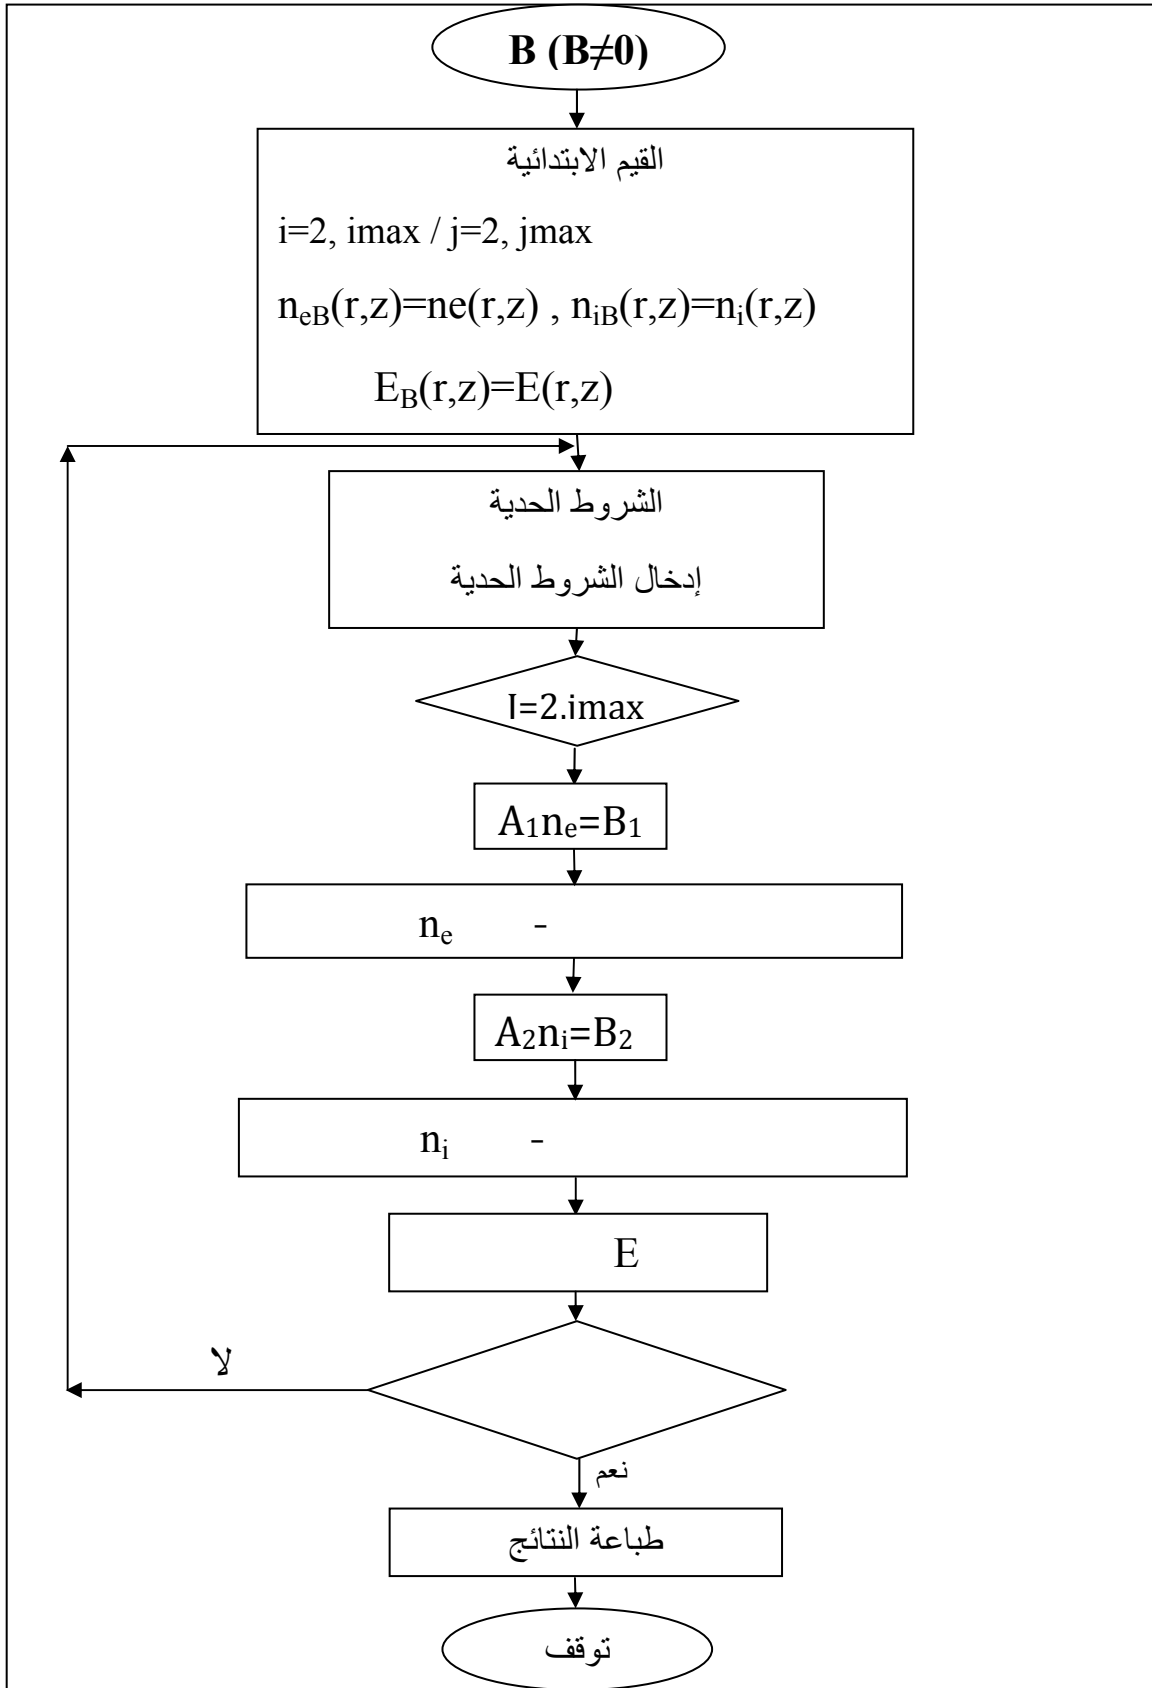 B (B≠0)
القيم الابتدائية
i=2, imax / j=2, jmax
nₑB(r,z)=ne(r,z) , niB(r,z)=ni(r,z)
EB(r,z)=E(r,z)
الشروط الحدية
إدخال الشروط الحدية
I=2,imax
A₁nₑ=B₁
nₑ -
A₂nᵢ=B₂
nᵢ -
E
لا
نعم
طباعة النتائج
توقف